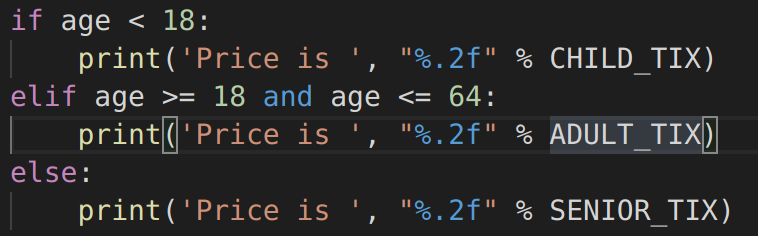 if age < 18:
    print('Price is ', "%.2f" % CHILD_TIX)
elif age >= 18 and age <= 64:
    print('Price is ', "%.2f" % ADULT_TIX)
else:
    print('Price is ', "%.2f" % SENIOR_TIX)